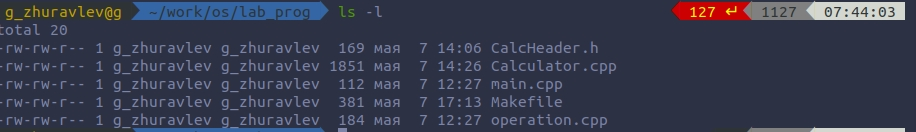 g_zhuravlev@g ~/work/os/lab_prog ls -l 127 ↵ 1127 07:44:03
total 20
-rw-rw-r-- 1 g_zhuravlev g_zhuravlev 169 мая 7 14:06 CalcHeader.h
-rw-rw-r-- 1 g_zhuravlev g_zhuravlev 1851 мая 7 14:26 Calculator.cpp
-rw-rw-r-- 1 g_zhuravlev g_zhuravlev 112 мая 7 12:27 main.cpp
-rw-rw-r-- 1 g_zhuravlev g_zhuravlev 381 мая 7 17:13 Makefile
-rw-rw-r-- 1 g_zhuravlev g_zhuravlev 184 мая 7 12:27 operation.cpp